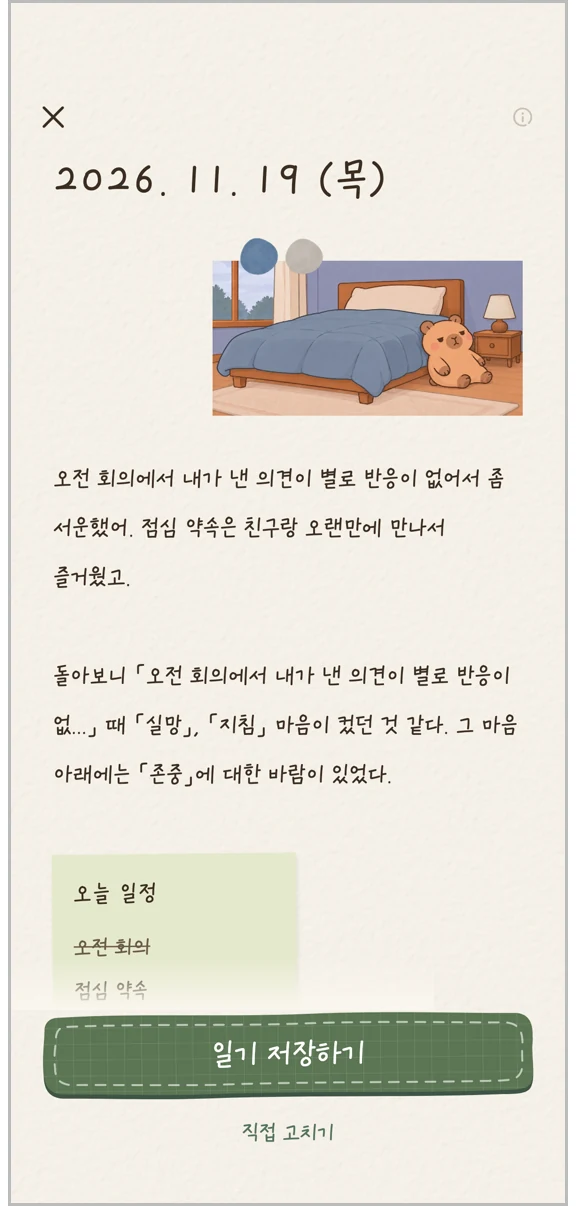 2026. 11. 19 (목)
오전 회의에서 내가 낸 의견이 별로 반응이 없어서 좀
서운했어. 점심 약속은 친구랑 오랜만에 만나서
즐거웠고.
돌아보니 「오전 회의에서 내가 낸 의견이 별로 반응이
없...」 때 「실망」, 「지침」 마음이 컸던 것 같다. 그 마음
아래에는 「존중」에 대한 바람이 있었다.
오늘 일정
오전 회의
점심 약속
일기 저장하기
직접 고치기